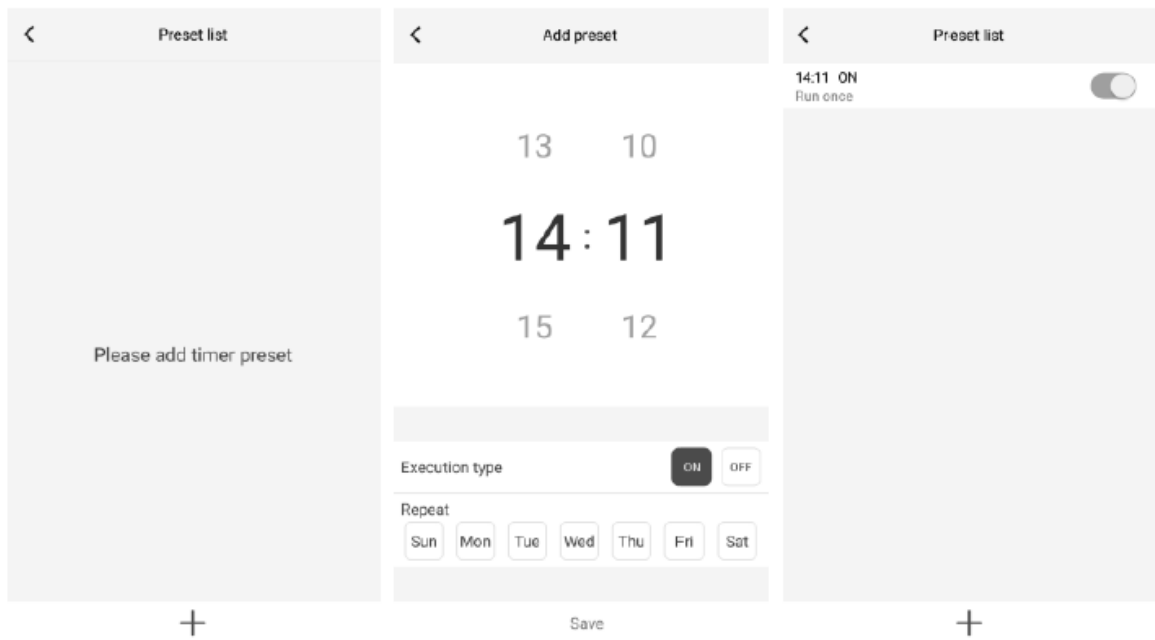 Preset list
Please add timer preset
Add preset
13 10
14 : 11
15 12
Execution type ON OFF
Repeat
Sun Mon Tue Wed Thu Fri Sat
Save
Preset list
14:11 ON
Run once